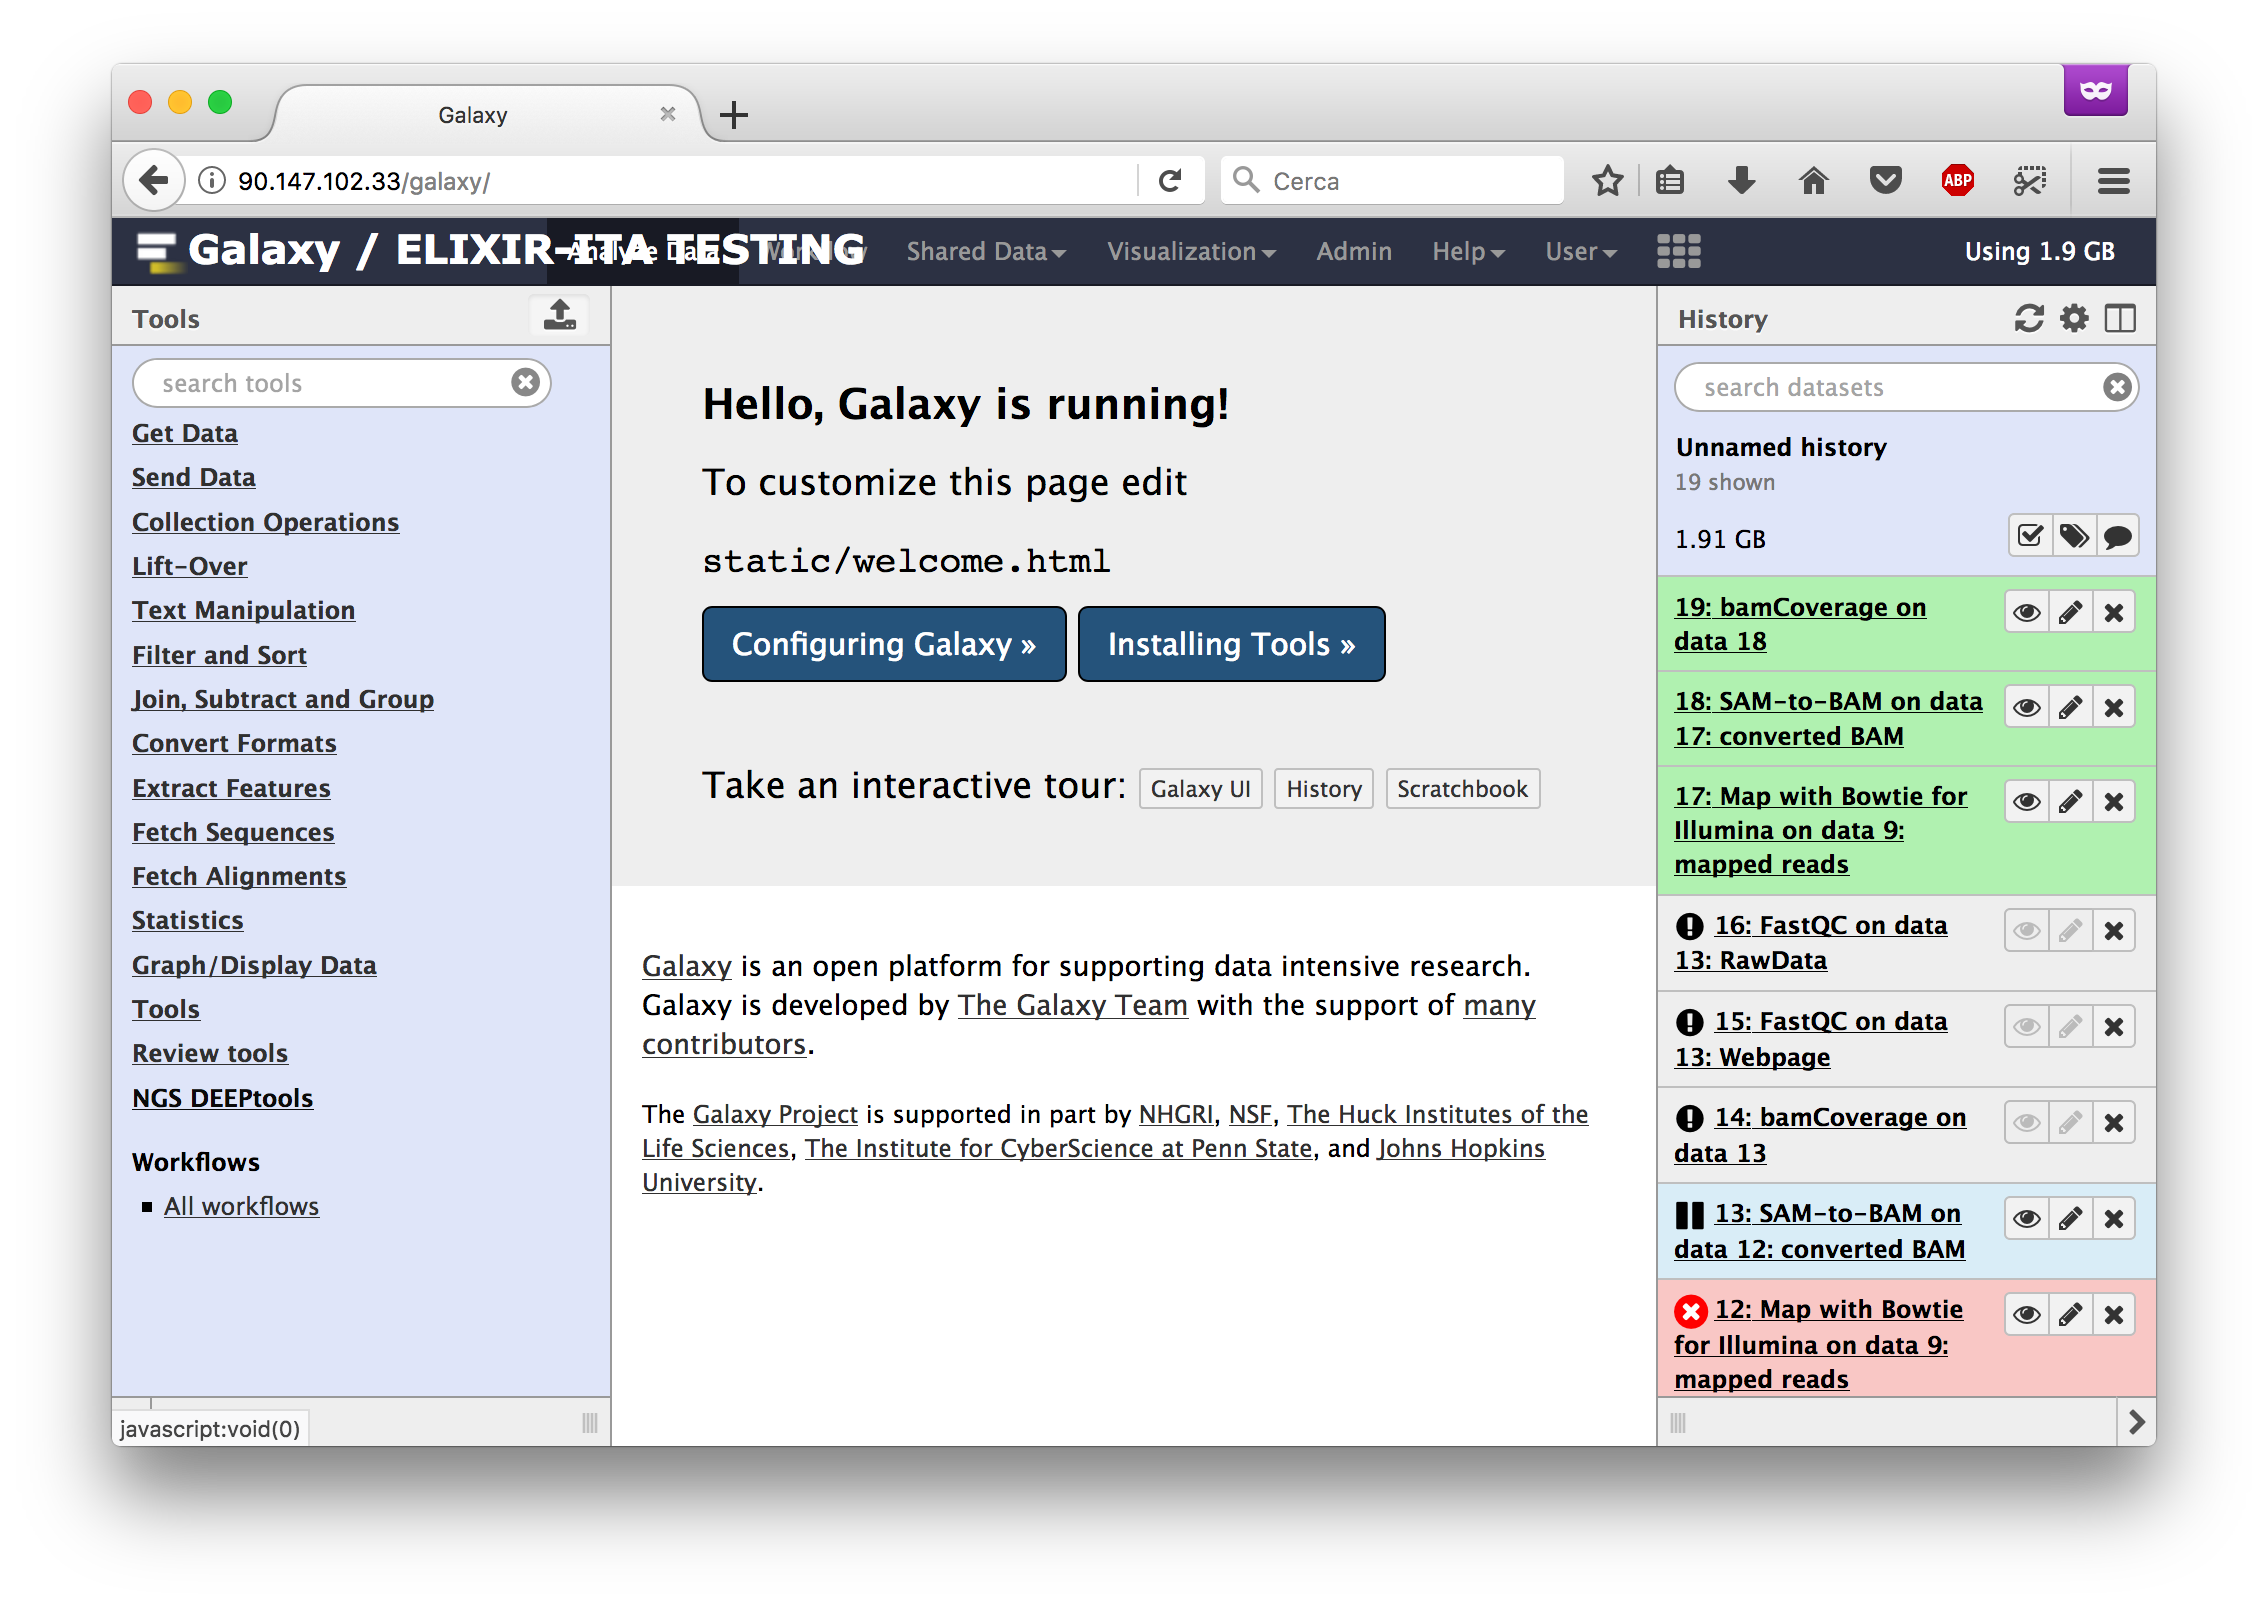 Galaxy
90.147.102.33/galaxy/
Cerca
ABP
Galaxy / ELIXIR-ITA TESTING
Analyze Data Workflow Shared Data Visualization Admin Help User
Using 1.9 GB
Tools
search tools
Get Data
Send Data
Collection Operations
Lift-Over
Text Manipulation
Filter and Sort
Join, Subtract and Group
Convert Formats
Extract Features
Fetch Sequences
Fetch Alignments
Statistics
Graph/Display Data
Tools
Review tools
NGS DEEPtools
Workflows
All workflows
javascript:void(0)
Hello, Galaxy is running!
To customize this page edit
static/welcome.html
Configuring Galaxy » Installing Tools »
Take an interactive tour: Galaxy UI History Scratchbook
Galaxy is an open platform for supporting data intensive research.
Galaxy is developed by The Galaxy Team with the support of many
contributors.
The Galaxy Project is supported in part by NHGRI, NSF, The Huck Institutes of the
Life Sciences, The Institute for CyberScience at Penn State, and Johns Hopkins
University.
History
search datasets
Unnamed history
19 shown
1.91 GB
19: bamCoverage on
data 18
18: SAM-to-BAM on data
17: converted BAM
17: Map with Bowtie for
Illumina on data 9:
mapped reads
16: FastQC on data
13: RawData
15: FastQC on data
13: Webpage
14: bamCoverage on
data 13
13: SAM-to-BAM on
data 12: converted BAM
12: Map with Bowtie
for Illumina on data 9:
mapped reads